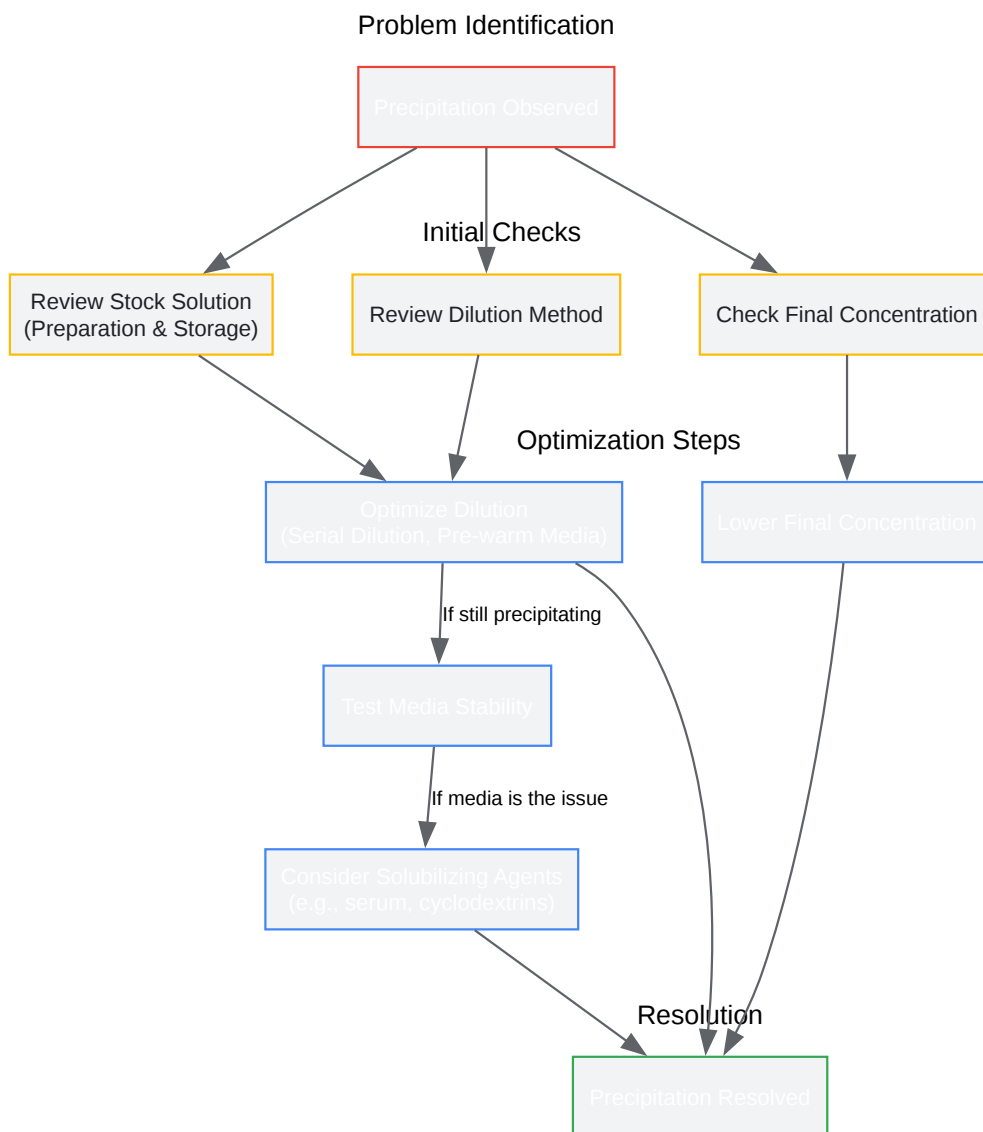 Problem Identification
Precipitation Observed
Initial Checks
Review Stock Solution
(Preparation & Storage)
Review Dilution Method
Check Final Concentration
Optimization Steps
Optimize Dilution
(Serial Dilution, Pre-warm Media)
Lower Final Concentration
If still precipitating
Test Media Stability
If media is the issue
Consider Solubilizing Agents
(e.g., serum, cyclodextrins)
Resolution
Precipitation Resolved